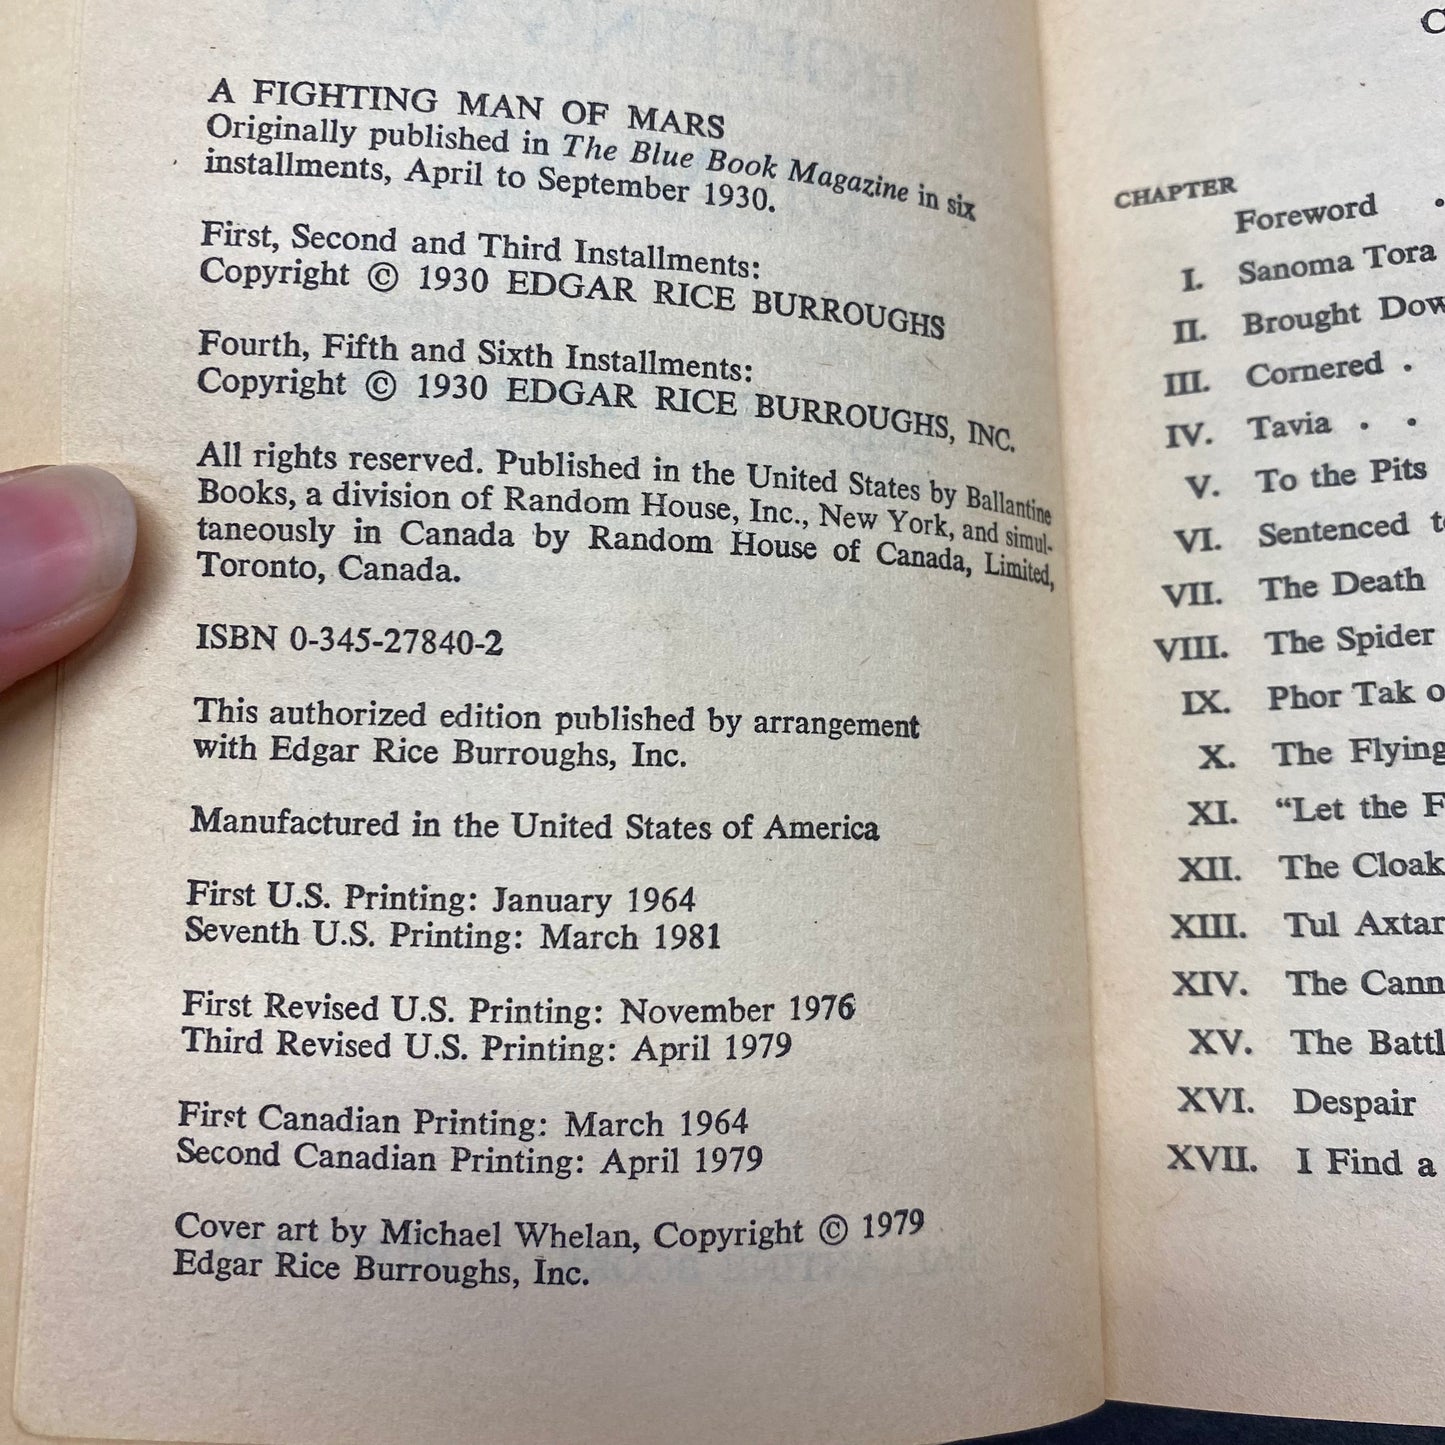 A FIGHTING MAN OF MARS
Originally published in The Blue Book Magazine in six
installments, April to September 1930.
First, Second and Third Installments:
Copyright © 1930 EDGAR RICE BURROUGHS
Fourth, Fifth and Sixth Installments:
Copyright © 1930 EDGAR RICE BURROUGHS, INC.
All rights reserved. Published in the United States by Ballantine
Books, a division of Random House, Inc., New York, and simul-
taneously in Canada by Random House of Canada, Limited,
Toronto, Canada.
ISBN 0-345-27840-2
This authorized edition published by arrangement
with Edgar Rice Burroughs, Inc.
Manufactured in the United States of America
First U.S. Printing: January 1964
Seventh U.S. Printing: March 1981
First Revised U.S. Printing: November 1976
Third Revised U.S. Printing: April 1979
First Canadian Printing: March 1964
Second Canadian Printing: April 1979
Cover art by Michael Whelan, Copyright © 1979
Edgar Rice Burroughs, Inc.
CHAPTER
Foreword .
I. Sanoma Tora
II. Brought Dow
III. Cornered .
IV. Tavia . .
V. To the Pits
VI. Sentenced t
VII. The Death
VIII. The Spider
IX. Phor Tak o
X. The Flying
XI. “Let the F
XII. The Cloak
XIII. Tul Axtar
XIV. The Cann
XV. The Battl
XVI. Despair
XVII. I Find a